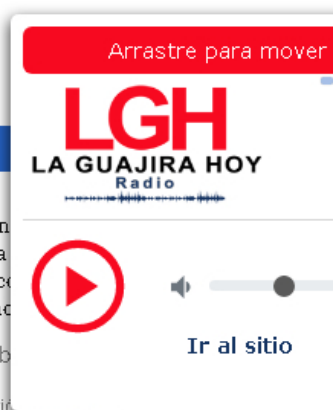 Arrastre para mover
LGH
LA GUAJIRA HOY
Radio
Ir al sitio